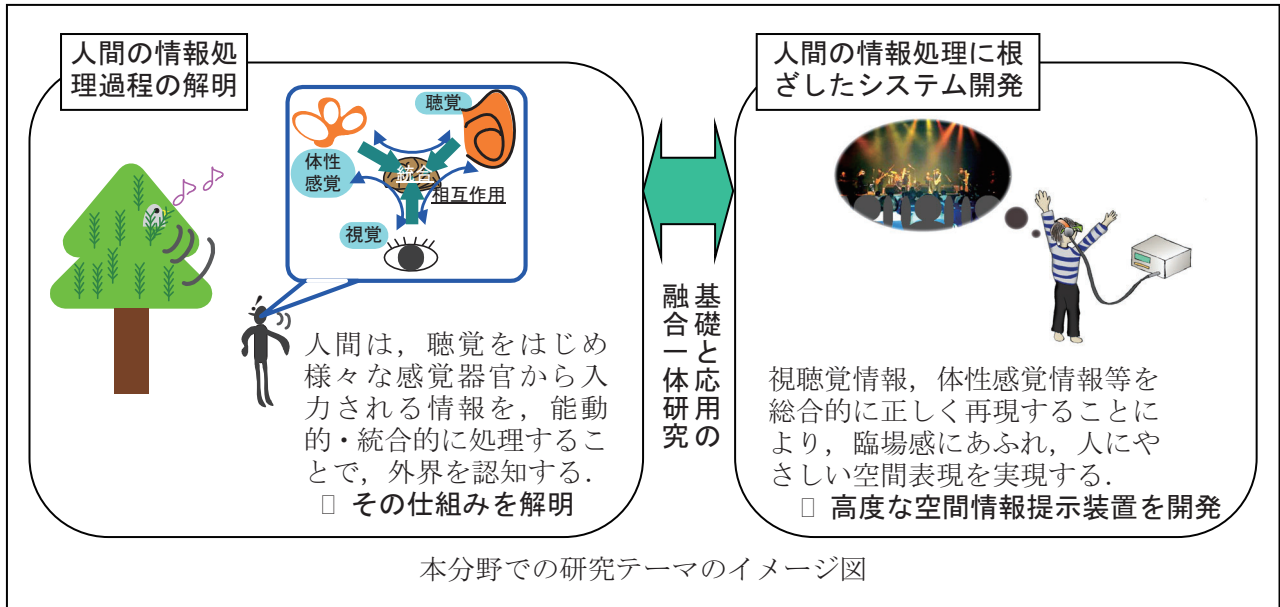 人間の情報処
理過程の解明
聴覚
体性
感覚
統合
相互作用
視覚
人間は，聴覚をはじめ
様々な感覚器官から入
力される情報を，能動
的・統合的に処理するこ
とで，外界を認知する．
□ その仕組みを解明
基礎と応用の
融合一体研究
人間の情報処理に根
ざしたシステム開発
視聴覚情報，体性感覚情報等を
総合的に正しく再現することに
より，臨場感にあふれ，人にや
さしい空間表現を実現する．
□ 高度な空間情報提示装置を開発
本分野での研究テーマのイメージ図